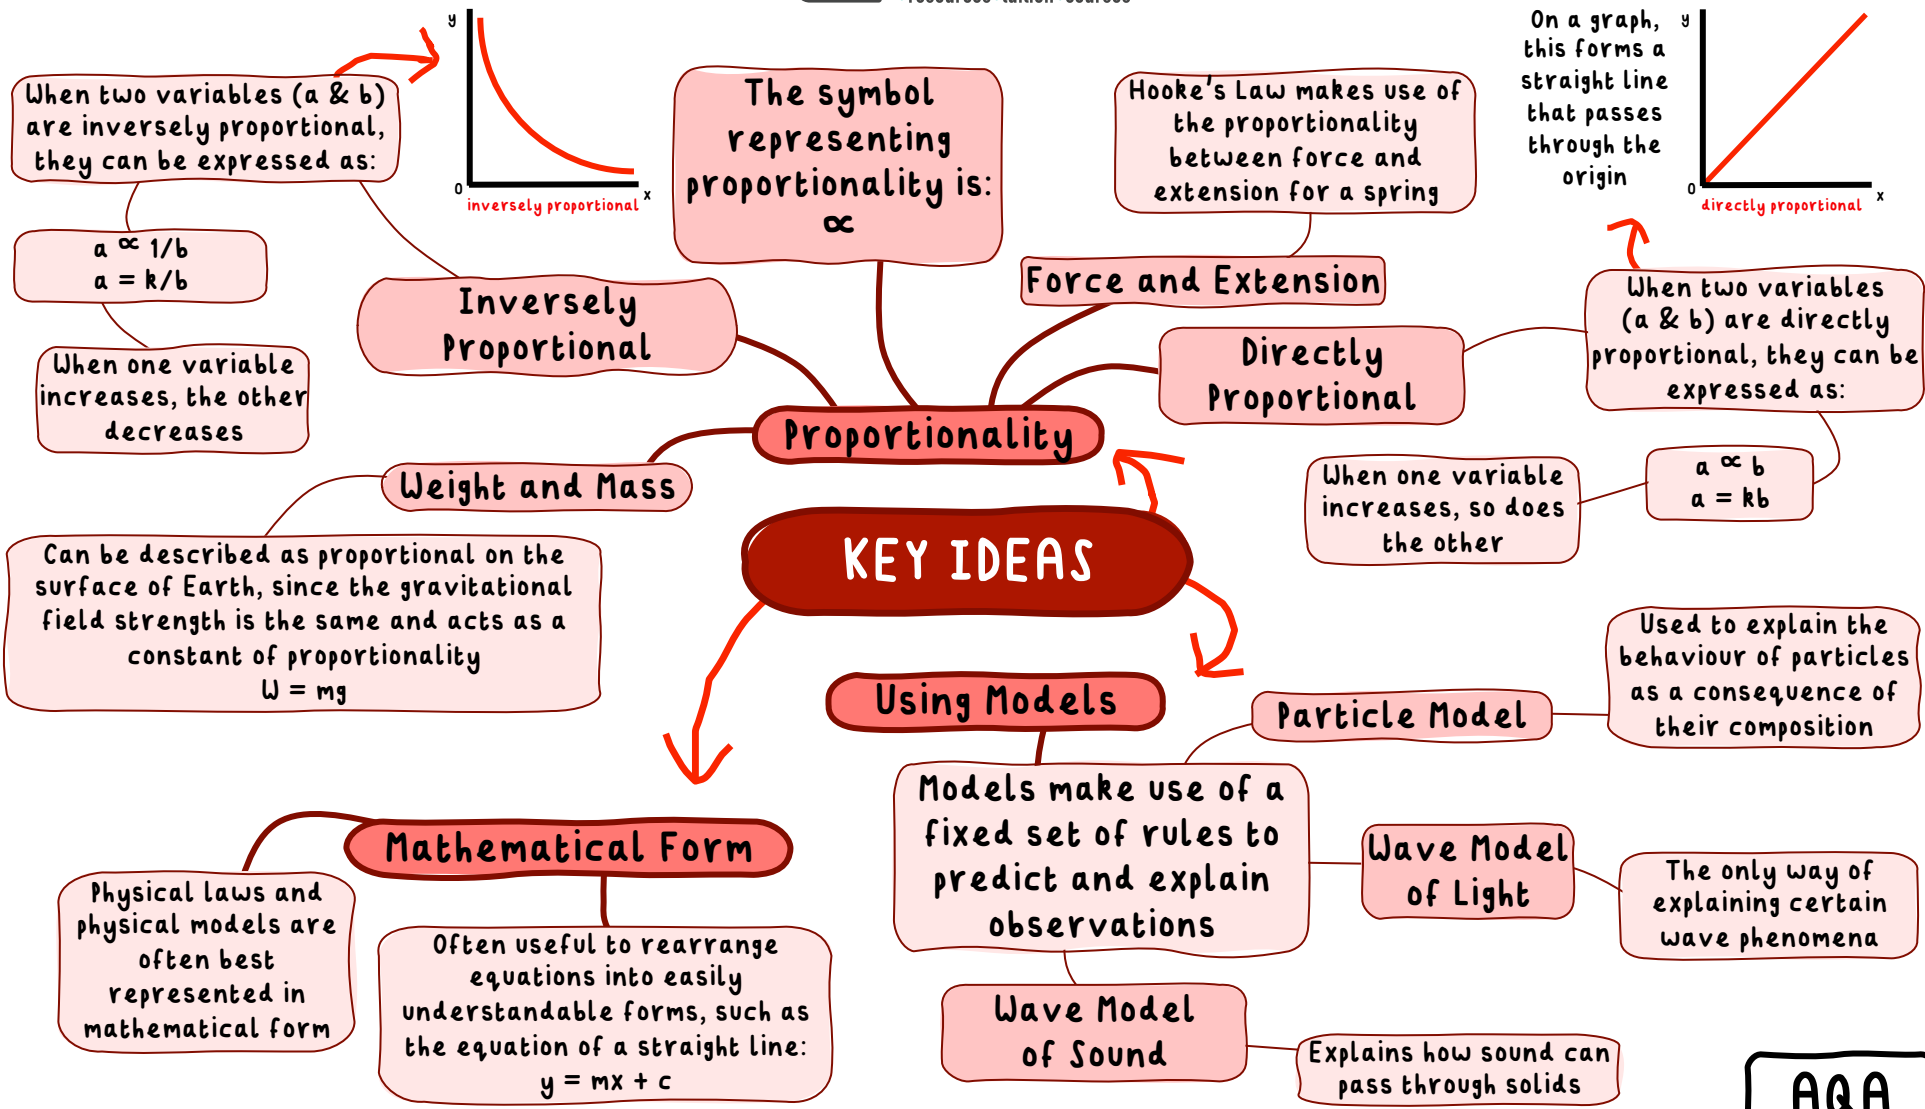 When two variables (a & b)
are inversely proportional,
they can be expressed as:
a ∝ 1/b
a = k/b
When one variable
increases, the other
decreases
y
0
x
inversely proportional
Inversely
Proportional
The symbol
representing
proportionality is:
∝
Hooke's Law makes use of
the proportionality
between force and
extension for a spring
Force and Extension
On a graph,
this forms a
straight line
that passes
through the
origin
y
0
x
directly proportional
Directly
Proportional
When two variables
(a & b) are directly
proportional, they can be
expressed as:
a ∝ b
a = kb
When one variable
increases, so does
the other
Proportionality
Weight and Mass
Can be described as proportional on the
surface of Earth, since the gravitational
field strength is the same and acts as a
constant of proportionality
W = mg
KEY IDEAS
Using Models
Models make use of a
fixed set of rules to
predict and explain
observations
Particle Model
Used to explain the
behaviour of particles
as a consequence of
their composition
Wave Model
of Light
The only way of
explaining certain
wave phenomena
Wave Model
of Sound
Explains how sound can
pass through solids
Mathematical Form
Physical laws and
physical models are
often best
represented in
mathematical form
Often useful to rearrange
equations into easily
understandable forms, such as
the equation of a straight line:
y = mx + c
AQA